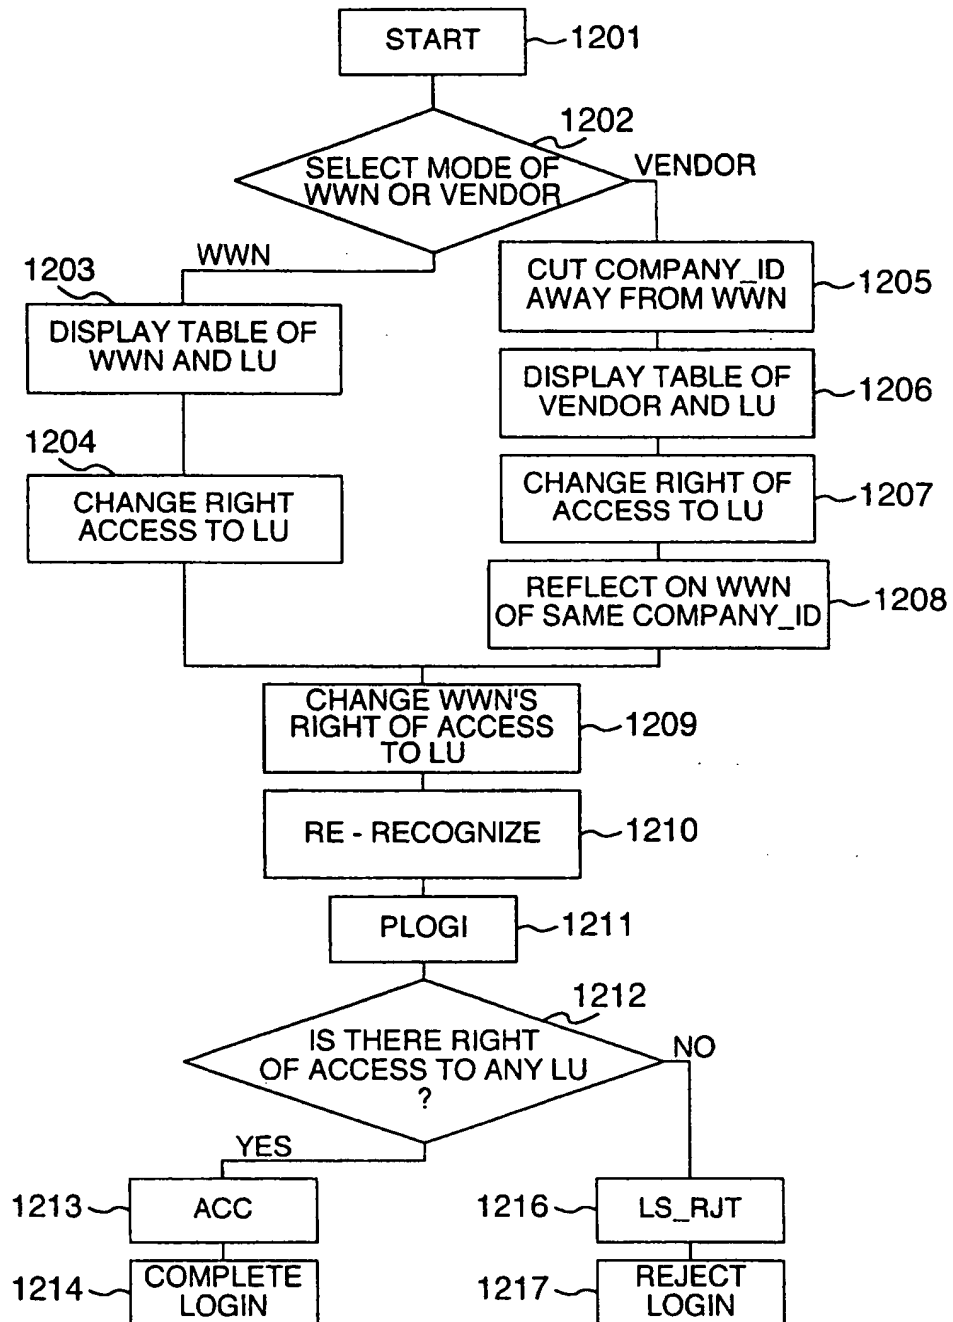 START
1201
1202
SELECT MODE OF
WWN OR VENDOR
VENDOR
WWN
1203
DISPLAY TABLE OF
WWN AND LU
CUT COMPANY_ID
AWAY FROM WWN
1205
DISPLAY TABLE OF
VENDOR AND LU
1206
1204
CHANGE RIGHT
ACCESS TO LU
CHANGE RIGHT OF
ACCESS TO LU
1207
REFLECT ON WWN
OF SAME COMPANY_ID
1208
CHANGE WWN'S
RIGHT OF ACCESS
TO LU
1209
RE - RECOGNIZE
1210
PLOGI
1211
1212
IS THERE RIGHT
OF ACCESS TO ANY LU
?
NO
YES
1213
ACC
1216
LS_RJT
1214
COMPLETE
LOGIN
1217
REJECT
LOGIN